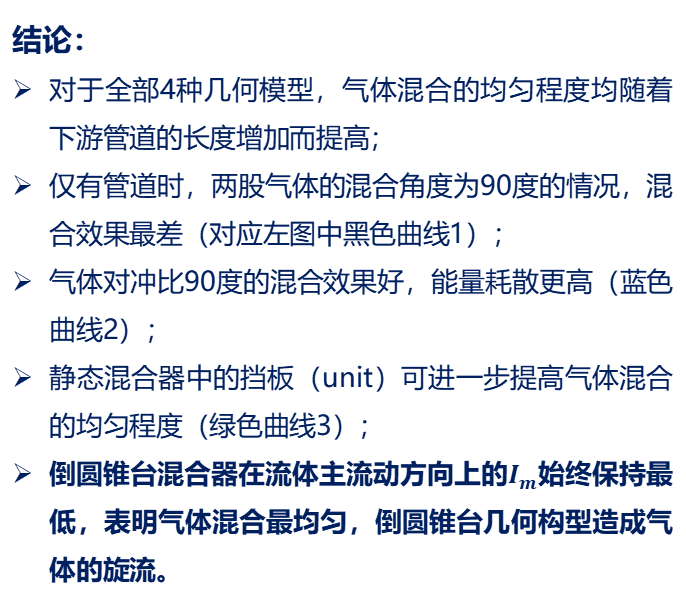 结论：
➢ 对于全部4种几何模型，气体混合的均匀程度均随着
下游管道的长度增加而提高；
➢ 仅有管道时，两股气体的混合角度为90度的情况，混
合效果最差（对应左图中黑色曲线1）；
➢ 气体对冲比90度的混合效果好，能量耗散更高（蓝色
曲线2）；
➢ 静态混合器中的挡板（unit）可进一步提高气体混合
的均匀程度（绿色曲线3）；
➢ 倒圆锥台混合器在流体主流动方向上的Iₘ始终保持最
低，表明气体混合最均匀，倒圆锥台几何构型造成气
体的旋流。